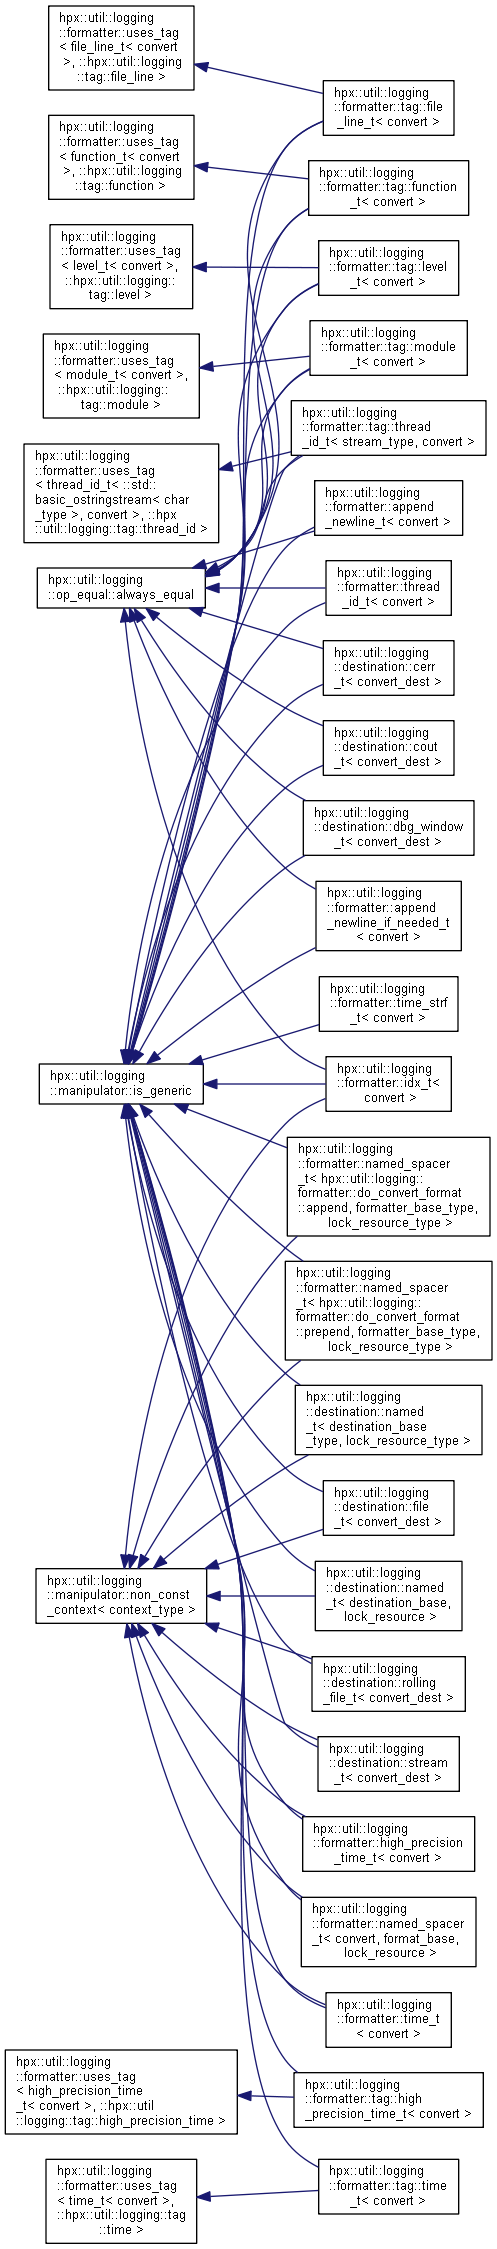 hpx::util::logging
::formatter::uses_tag
< file_line_t< convert
>, ::hpx::util::logging
::tag::file_line >
hpx::util::logging
::formatter::tag::file
_line_t< convert >
hpx::util::logging
::formatter::uses_tag
< function_t< convert
>, ::hpx::util::logging
::tag::function >
hpx::util::logging
::formatter::tag::function
_t< convert >
hpx::util::logging
::formatter::uses_tag
< level_t< convert >,
::hpx::util::logging::
tag::level >
hpx::util::logging
::formatter::tag::level
_t< convert >
hpx::util::logging
::formatter::uses_tag
< module_t< convert >,
::hpx::util::logging::
tag::module >
hpx::util::logging
::formatter::tag::module
_t< convert >
hpx::util::logging
::formatter::tag::thread
_id_t< stream_type, convert >
hpx::util::logging
::formatter::uses_tag
< thread_id_t< ::std::
basic_ostringstream< char
_type >, convert >, ::hpx
::util::logging::tag::thread_id >
hpx::util::logging
::formatter::append
_newline_t< convert >
hpx::util::logging
::op_equal::always_equal
hpx::util::logging
::formatter::thread
_id_t< convert >
hpx::util::logging
::destination::cerr
_t< convert_dest >
hpx::util::logging
::destination::cout
_t< convert_dest >
hpx::util::logging
::destination::dbg_window
_t< convert_dest >
hpx::util::logging
::formatter::append
_newline_if_needed_t
< convert >
hpx::util::logging
::formatter::time_strf
_t< convert >
hpx::util::logging
::manipulator::is_generic
hpx::util::logging
::formatter::idx_t<
convert >
hpx::util::logging
::formatter::named_spacer
_t< hpx::util::logging::
formatter::do_convert_format
::append, formatter_base_type,
lock_resource_type >
hpx::util::logging
::formatter::named_spacer
_t< hpx::util::logging::
formatter::do_convert_format
::prepend, formatter_base_type,
lock_resource_type >
hpx::util::logging
::destination::named
_t< destination_base
_type, lock_resource_type >
hpx::util::logging
::destination::file
_t< convert_dest >
hpx::util::logging
::manipulator::non_const
_context< context_type >
hpx::util::logging
::destination::named
_t< destination_base,
lock_resource >
hpx::util::logging
::destination::rolling
_file_t< convert_dest >
hpx::util::logging
::destination::stream
_t< convert_dest >
hpx::util::logging
::formatter::high_precision
_time_t< convert >
hpx::util::logging
::formatter::named_spacer
_t< convert, format_base,
lock_resource >
hpx::util::logging
::formatter::time_t
< convert >
hpx::util::logging
::formatter::uses_tag
< high_precision_time
_t< convert >, ::hpx::util
::logging::tag::high_precision_time >
hpx::util::logging
::formatter::tag::high
_precision_time_t< convert >
hpx::util::logging
::formatter::uses_tag
< time_t< convert >,
::hpx::util::logging::tag
::time >
hpx::util::logging
::formatter::tag::time
_t< convert >